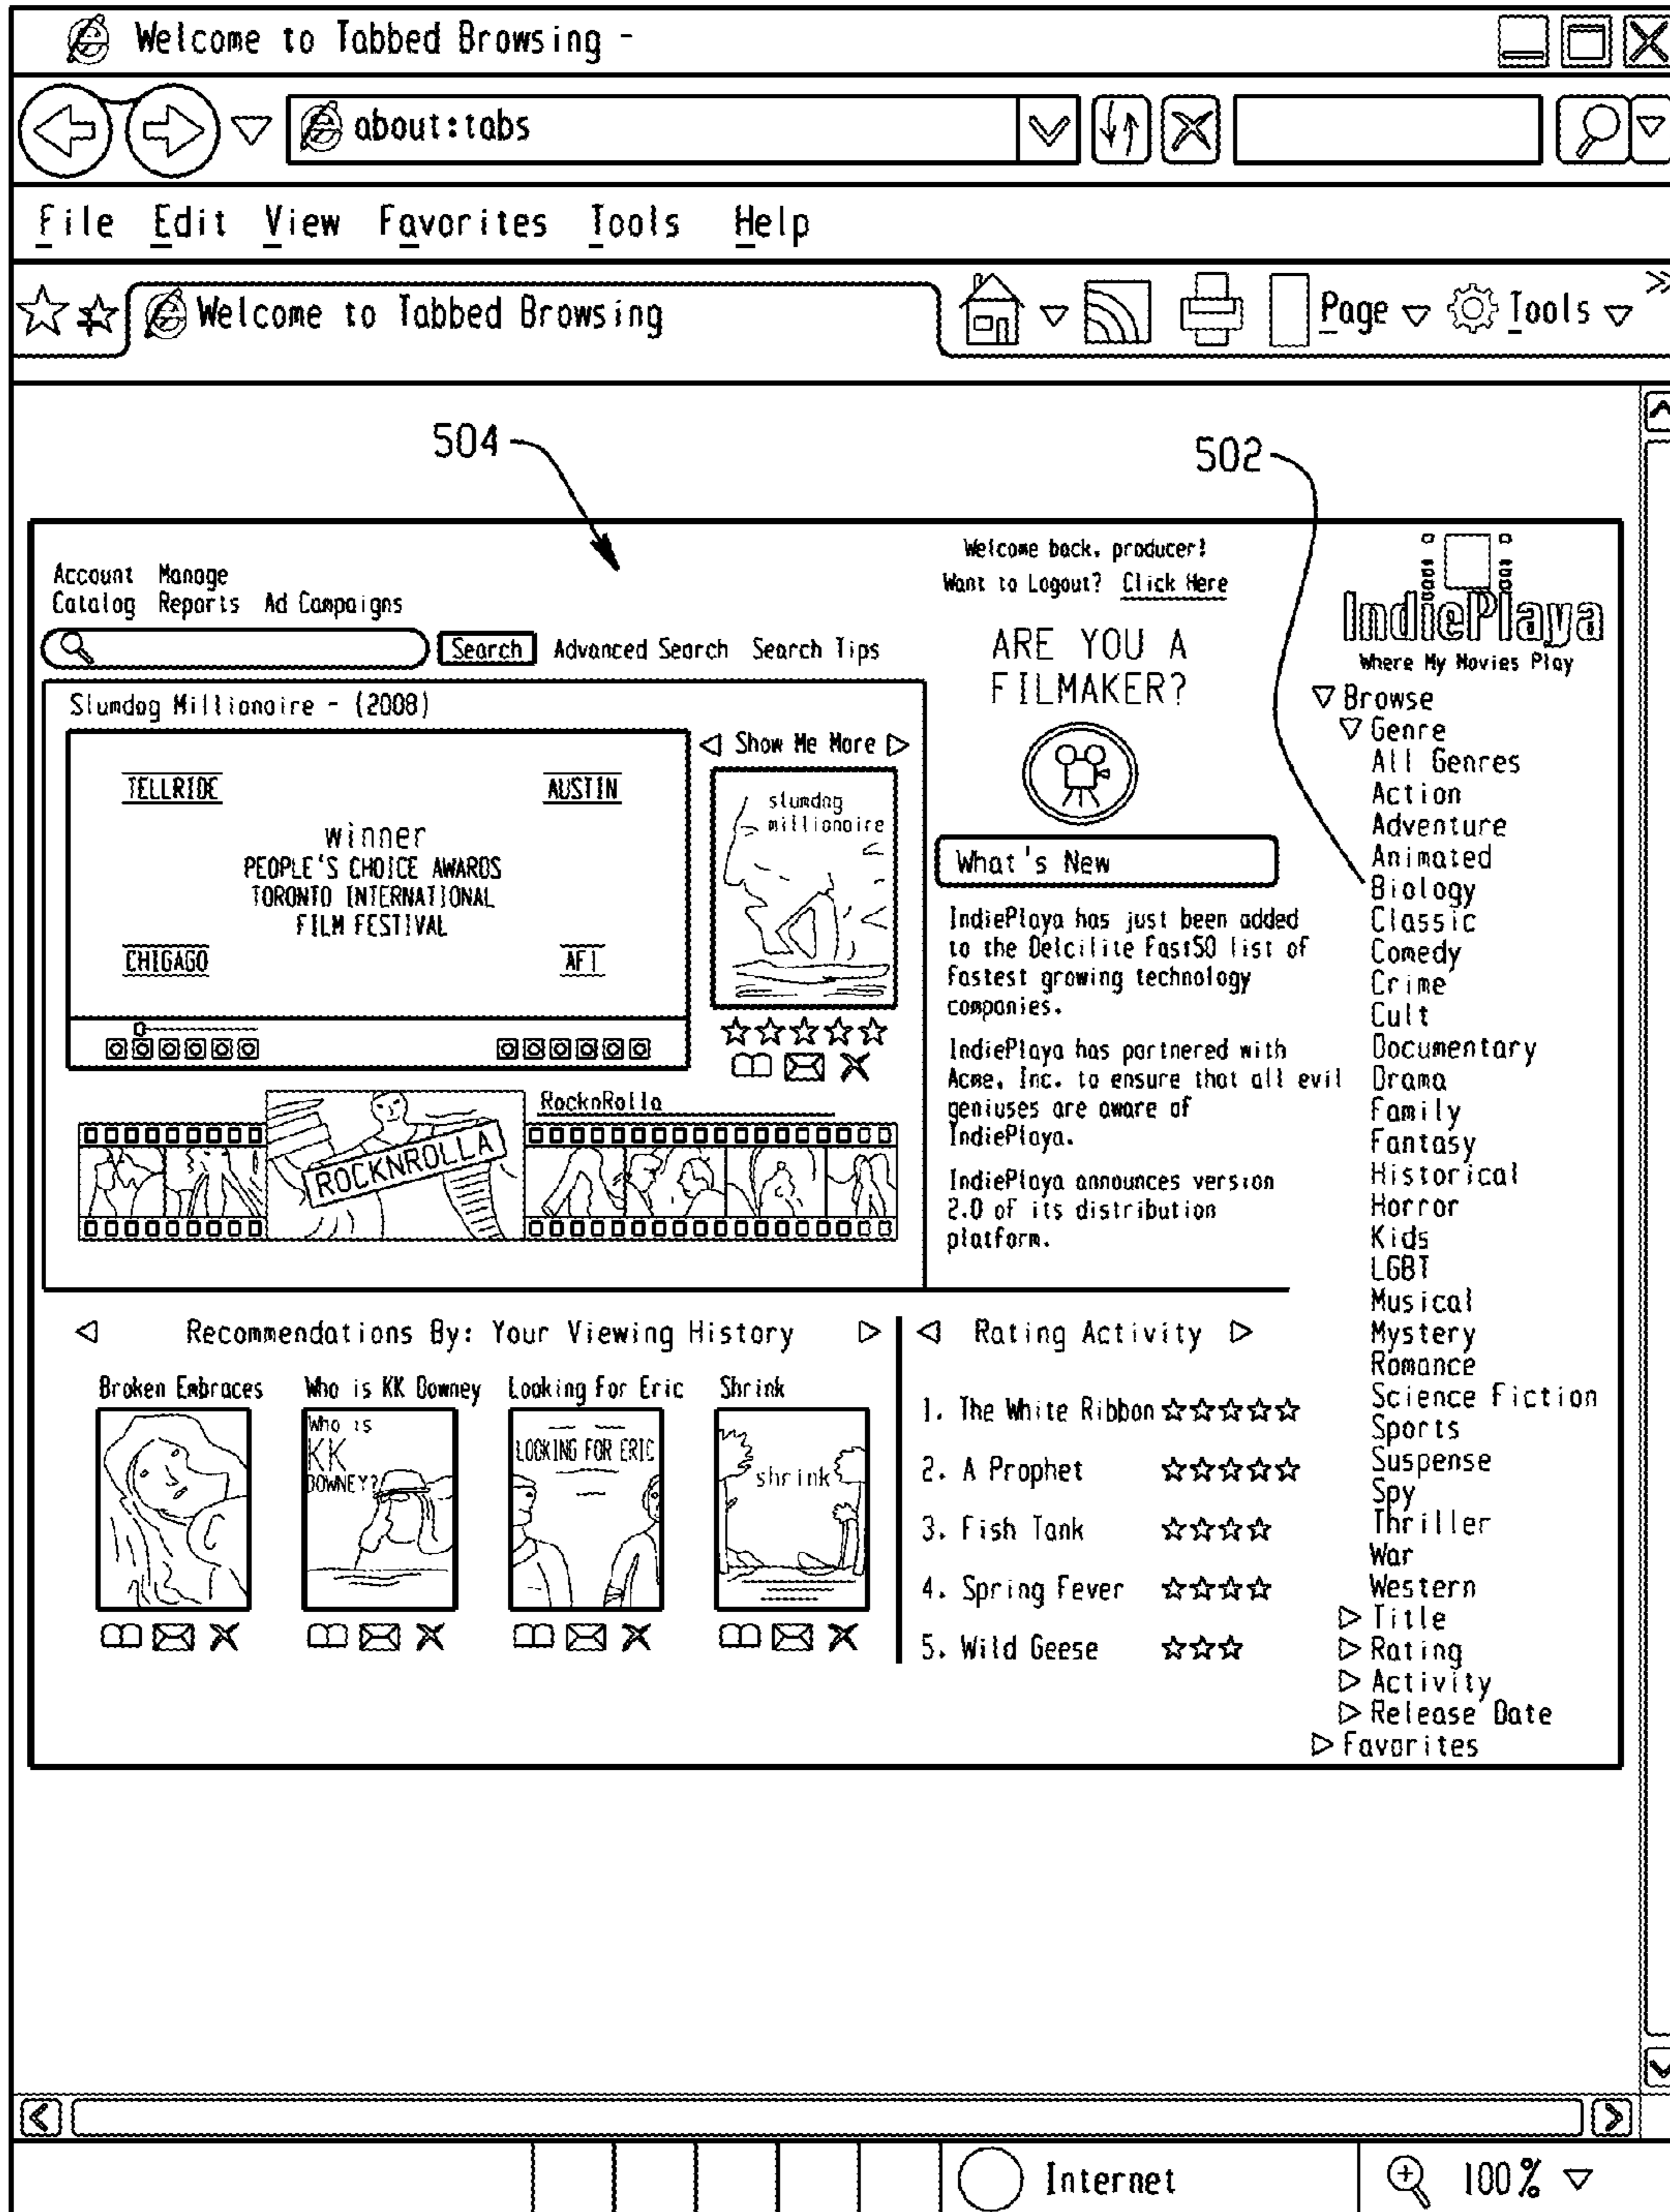 Welcome to Tabbed Browsing -
about:tabs
File Edit View Favorites Tools Help
Welcome to Tabbed Browsing
Page Tools
504
502
Account Manage
Catalog Reports Ad Campaigns
Search Advanced Search Search Tips
Welcome back, producer!
Want to Logout? Click Here
ARE YOU A
FILMAKER?
IndiePlaya
Where My Movies Play
Slumdog Millionaire - (2008)
TELLRIDE
AUSTIN
winner
PEOPLE'S CHOICE AWARDS
TORONTO INTERNATIONAL
FILM FESTIVAL
CHIGAGO
AFI
Show Me More
slumdog
millionaire
RocknRolla
ROCKNROLLA
What's New
IndiePlaya has just been added
to the Delcilite Fast50 list of
fastest growing technology
companies.
IndiePlaya has partnered with
Acme, Inc. to ensure that all evil
geniuses are aware of
IndiePlaya.
IndiePlaya announces version
2.0 of its distribution
platform.
Browse
Genre
All Genres
Action
Adventure
Animated
Biology
Classic
Comedy
Crime
Cult
Documentary
Drama
Family
Fantasy
Historical
Horror
Kids
LGBT
Musical
Mystery
Romance
Science Fiction
Sports
Suspense
Spy
Thriller
War
Western
Title
Rating
Activity
Release Date
Favorites
Recommendations By: Your Viewing History
Broken Embraces
Who is KK Downey
Looking For Eric
Shrink
Who is
KK
DOWNEY?
LOOKING FOR ERIC
shrink
Rating Activity
1. The White Ribbon
2. A Prophet
3. Fish Tank
4. Spring Fever
5. Wild Geese
Internet
100%